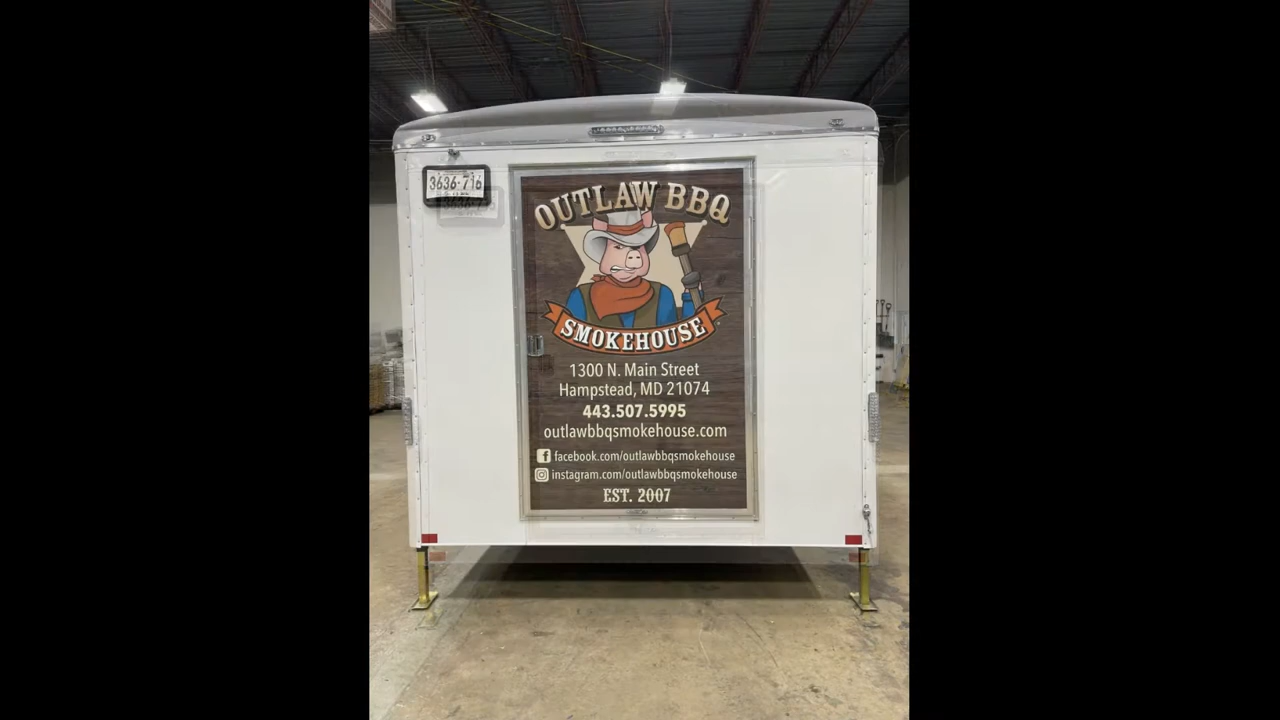 3636·716
OUTLAW BBQ
SMOKEHOUSE
1300 N. Main Street
Hampstead, MD 21074
443.507.5995
outlawbbqsmokehouse.com
facebook.com/outlawbbqsmokehouse
instagram.com/outlawbbqsmokehouse
EST. 2007